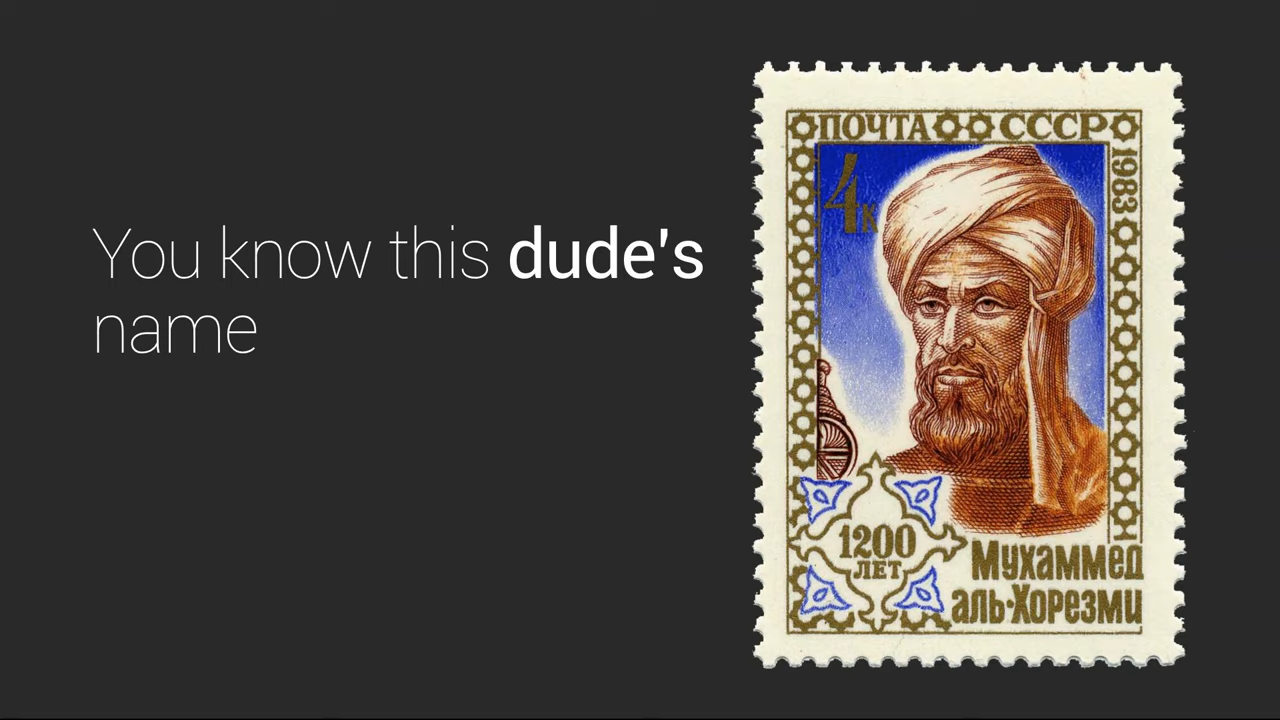 You know this dude's
name
ПОЧТА СССР
1983
4к
1200
ЛЕТ
Мухаммед
аль·Хорезми